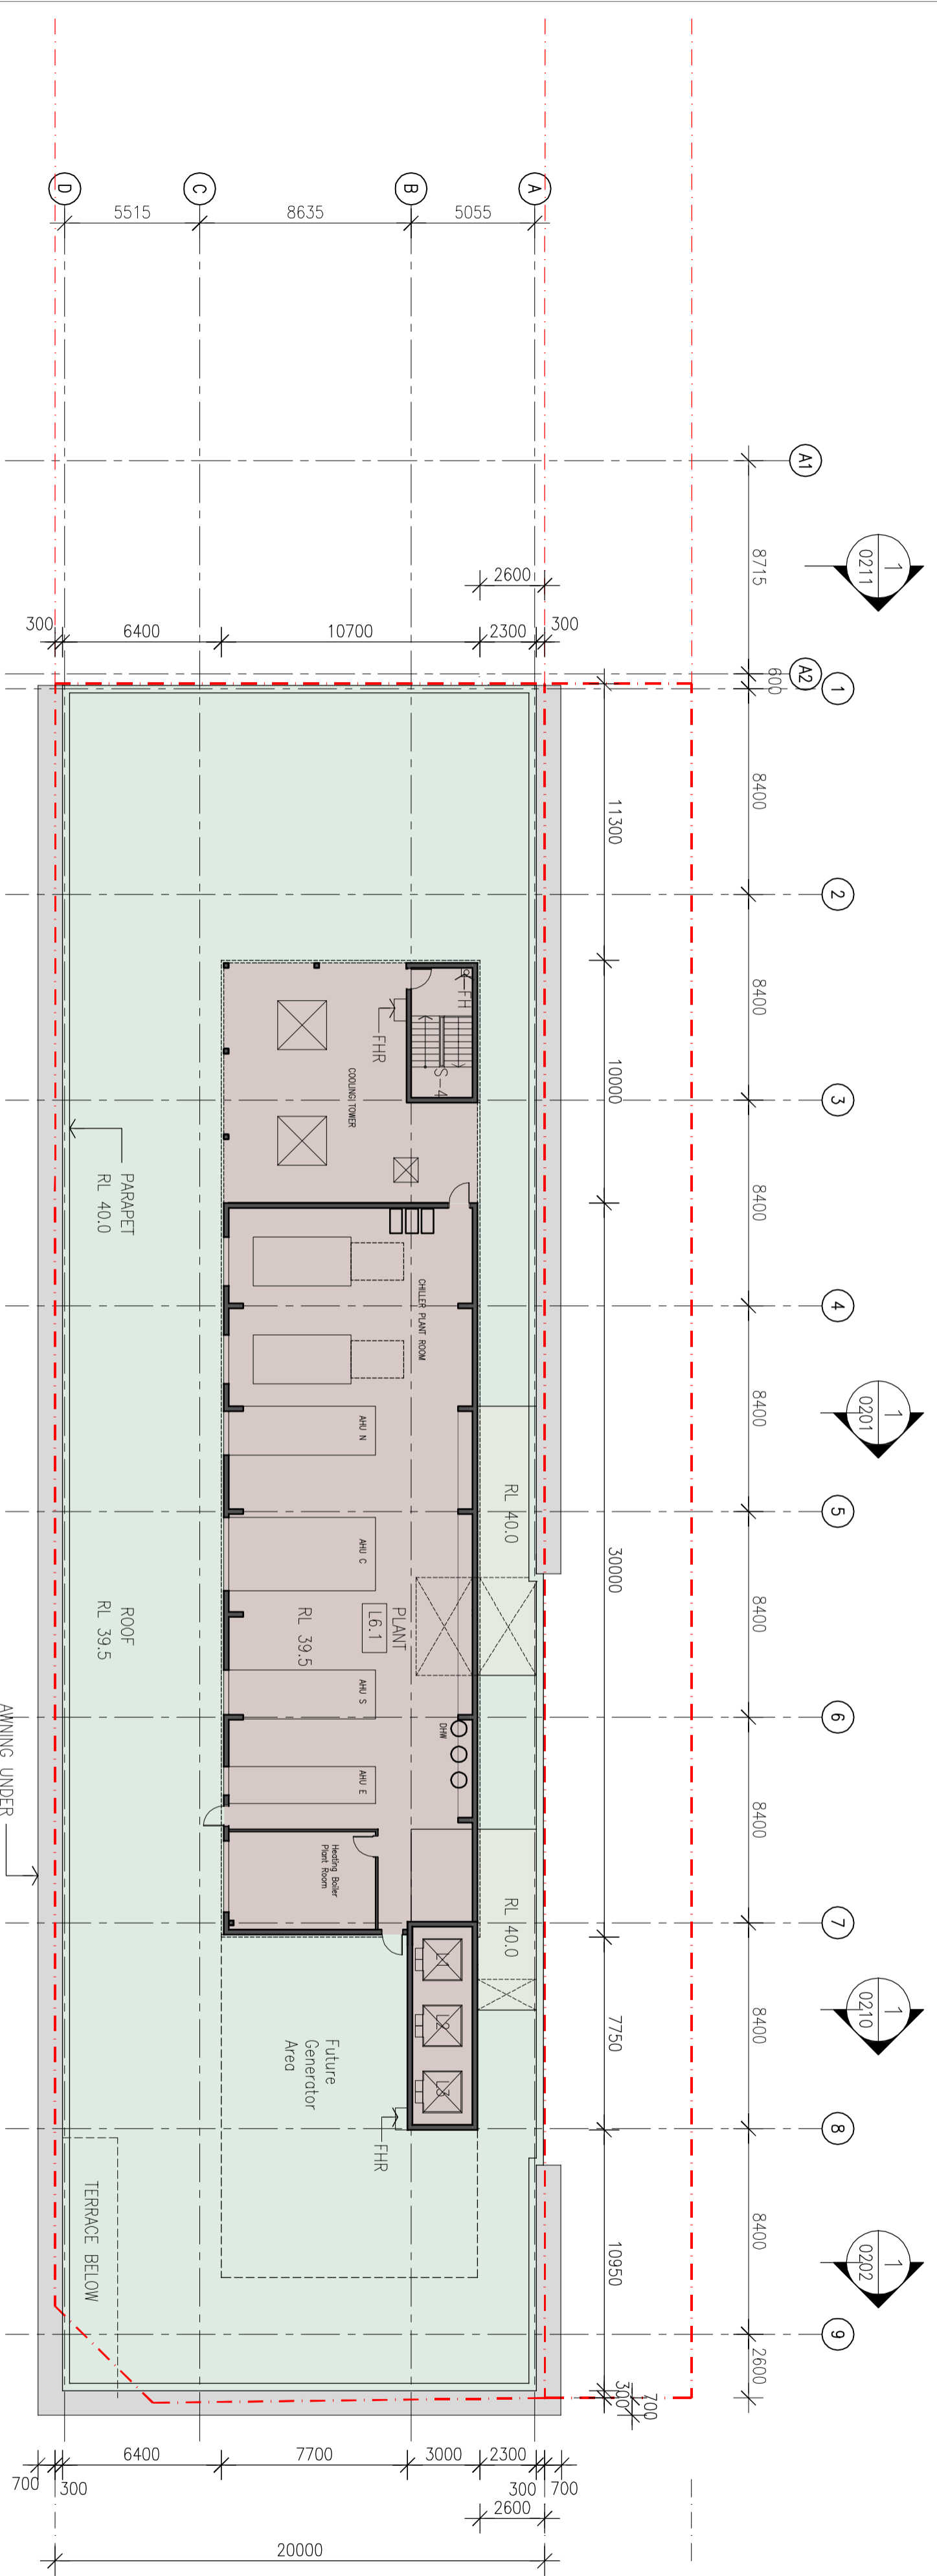 A1
A2
1
2
3
4
5
6
7
8
9
1
0211
1
0201
1
0210
1
0202
8715
600
8400
8400
8400
8400
8400
8400
8400
8400
2600
700
300
11300
10000
30000
7750
10950
D
C
B
A
5515
8635
5055
2600
300
6400
10700
2300
300
FH
S-4
FHR
COOLING TOWER
CHILLER PLANT ROOM
AHU N
AHU C
AHU S
AHU E
DHW
Heating Boiler
Plant Room
PLANT
L6.1
RL 39.5
RL 40.0
RL 40.0
L1
L2
L3
FHR
Future
Generator
Area
PARAPET
RL 40.0
ROOF
RL 39.5
AWNING UNDER
TERRACE BELOW
700
300
6400
7700
3000
2300
300
700
2600
20000